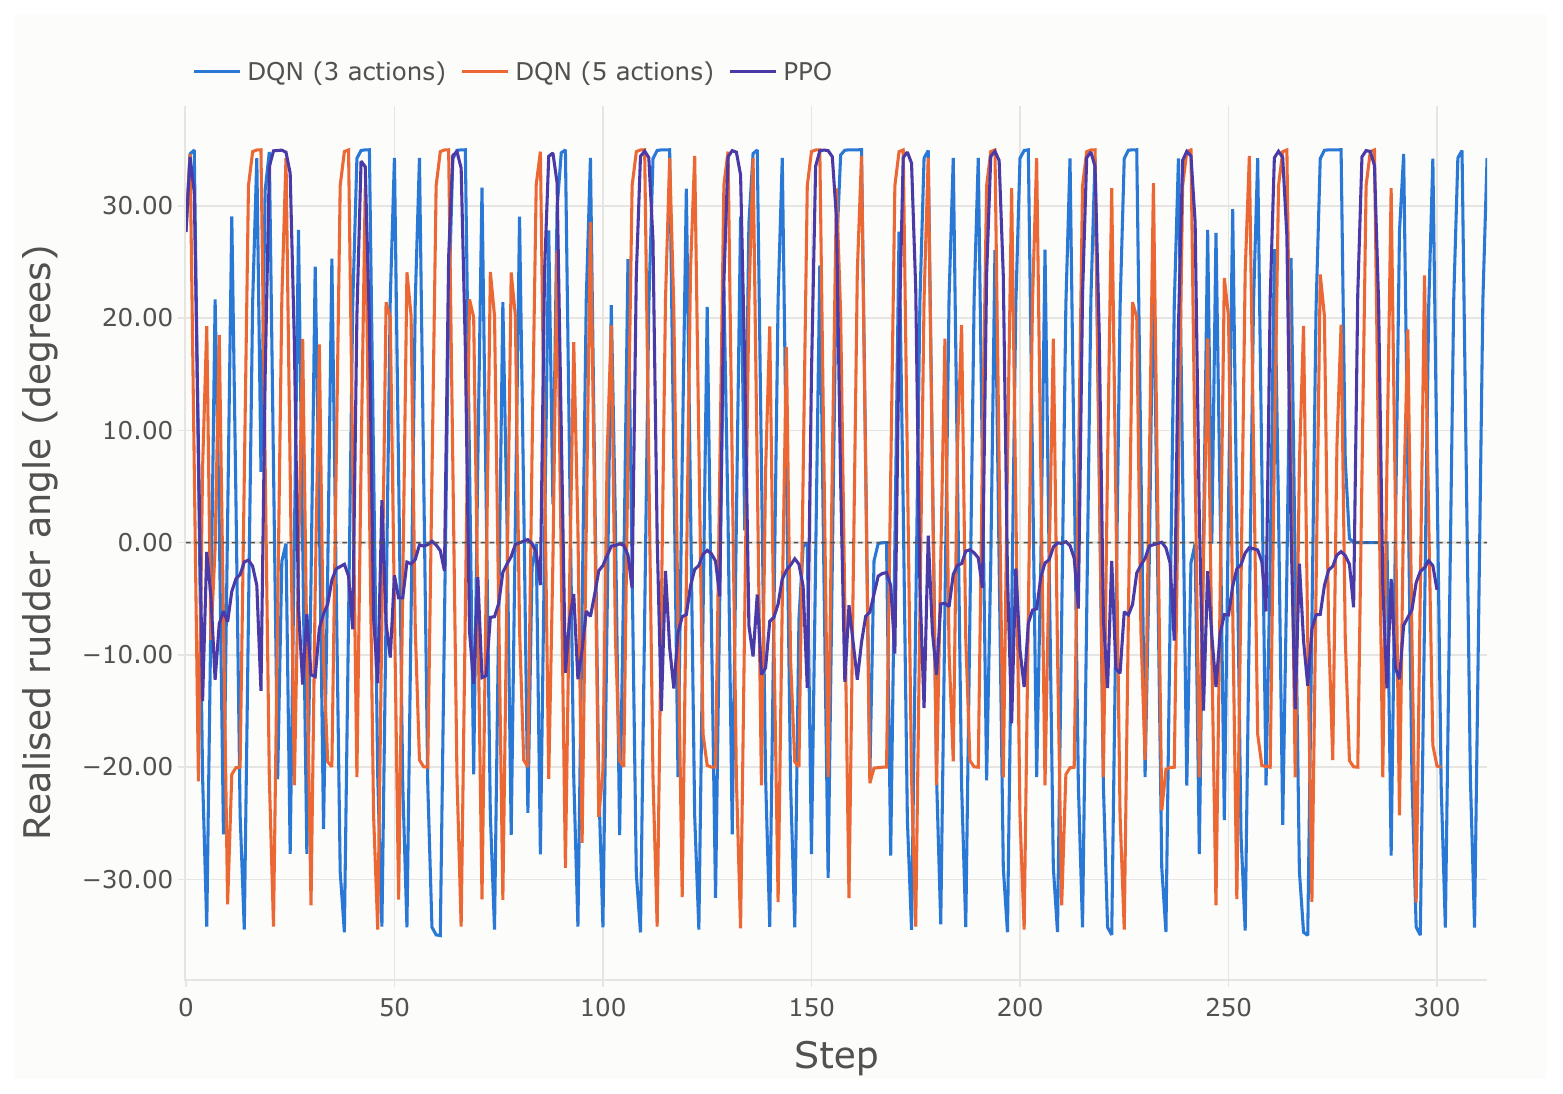 DQN (3 actions) DQN (5 actions) PPO
Realised rudder angle (degrees)
30.00
20.00
10.00
0.00
−10.00
−20.00
−30.00
0 50 100 150 200 250 300
Step